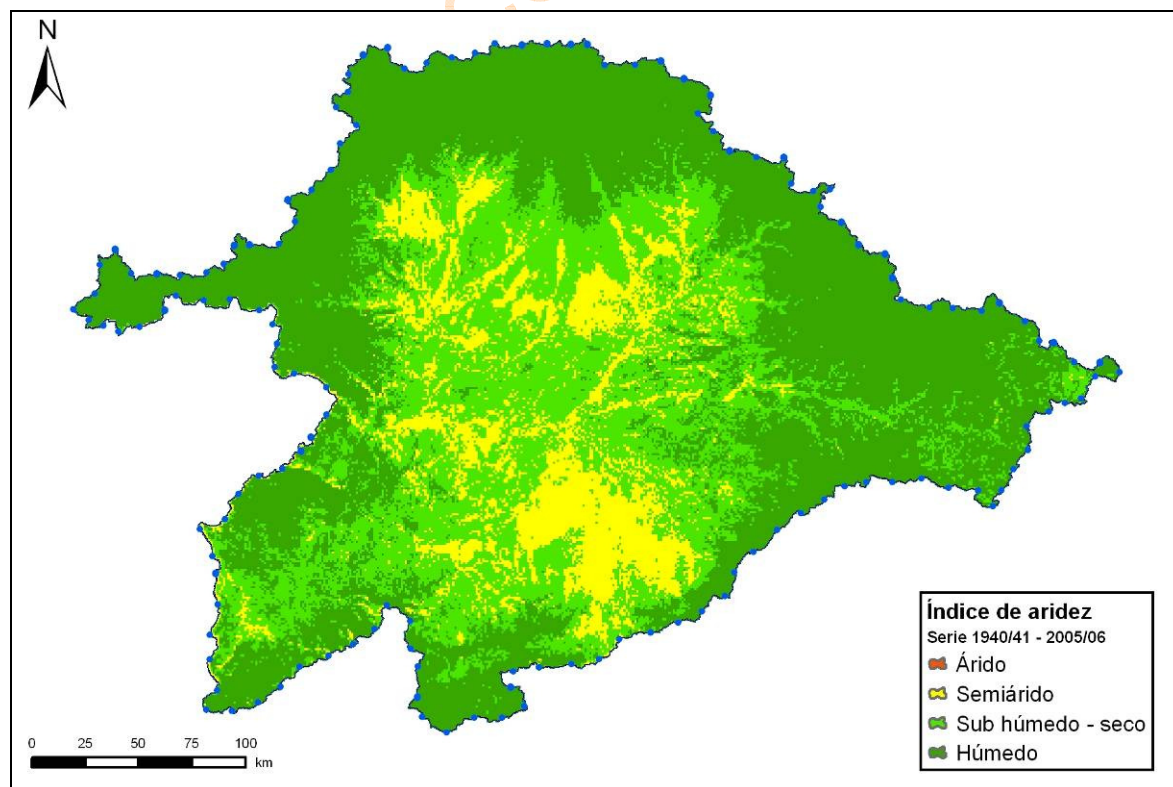 N
Índice de aridez
Serie 1940/41 - 2005/06
Árido
Semiárido
Sub húmedo - seco
Húmedo
0 25 50 75 100
km